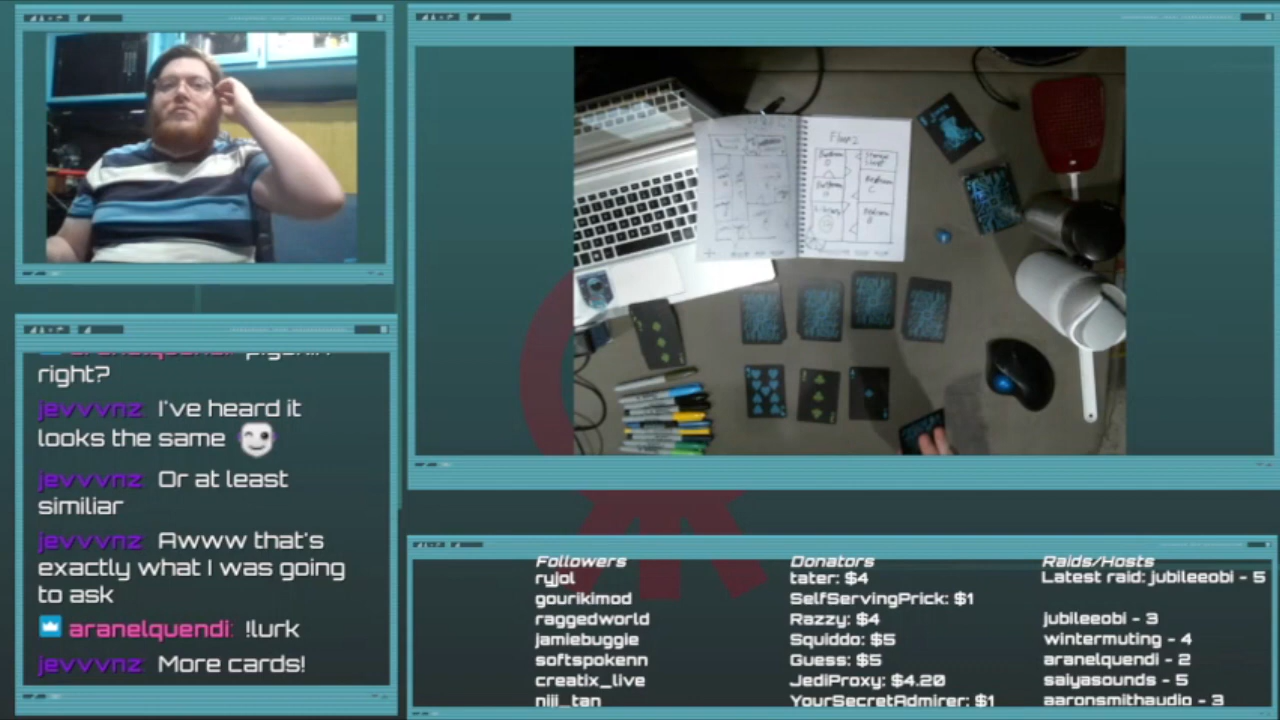 right?
jevvvnz: I've heard it
looks the same
jevvvnz: Or at least
similiar
jevvvnz: Awww that's
exactly what I was going
to ask
aranelquendi: !lurk
jevvvnz: More cards!
Floor 2
Followers
ryjol
gourikimod
raggedworld
jamiebuggie
softspokenn
creatix_live
niji_tan
Donators
tater: $4
SelfServingPrick: $1
Razzy: $4
Squiddo: $5
Guess: $5
JediProxy: $4.20
YourSecretAdmirer: $1
Raids/Hosts
Latest raid: jubileeobi - 5
jubileeobi - 3
wintermuting - 4
aranelquendi - 2
saiyasounds - 5
aaronsmithaudio - 3